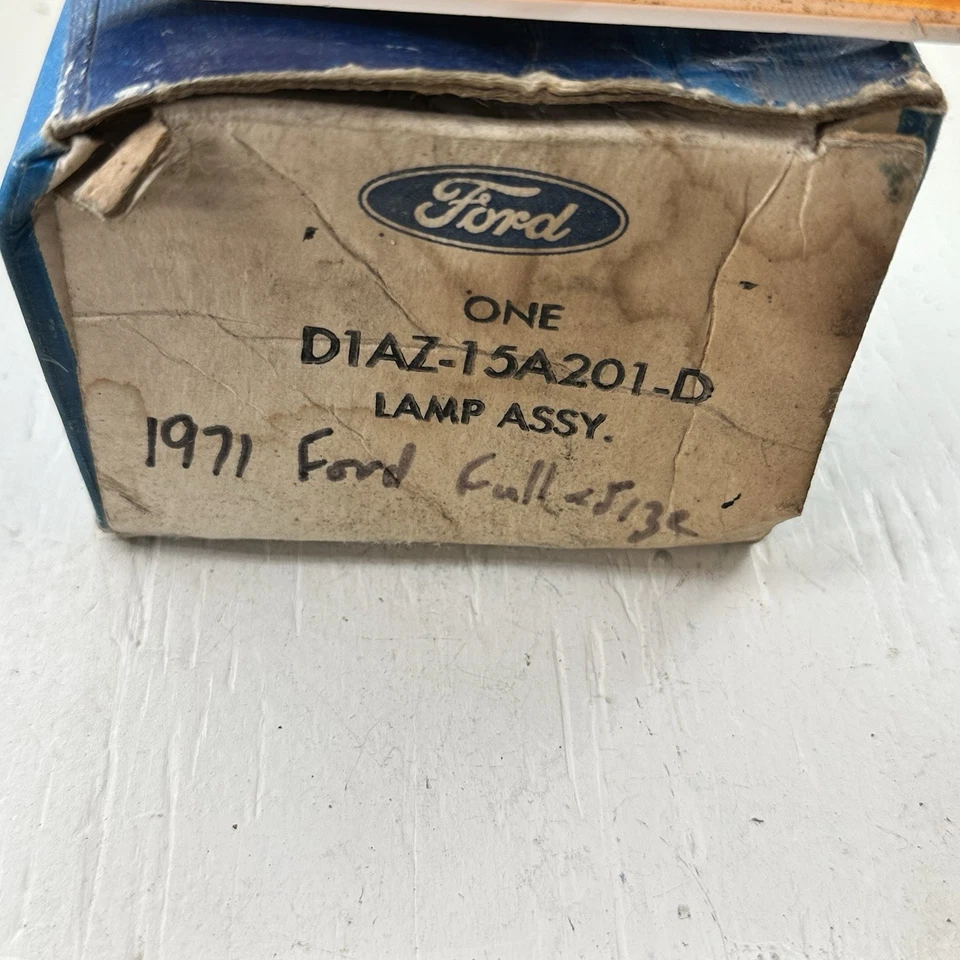 Ford
ONE
D1AZ-15A201-D
LAMP ASSY.
1971 Ford Full-Size